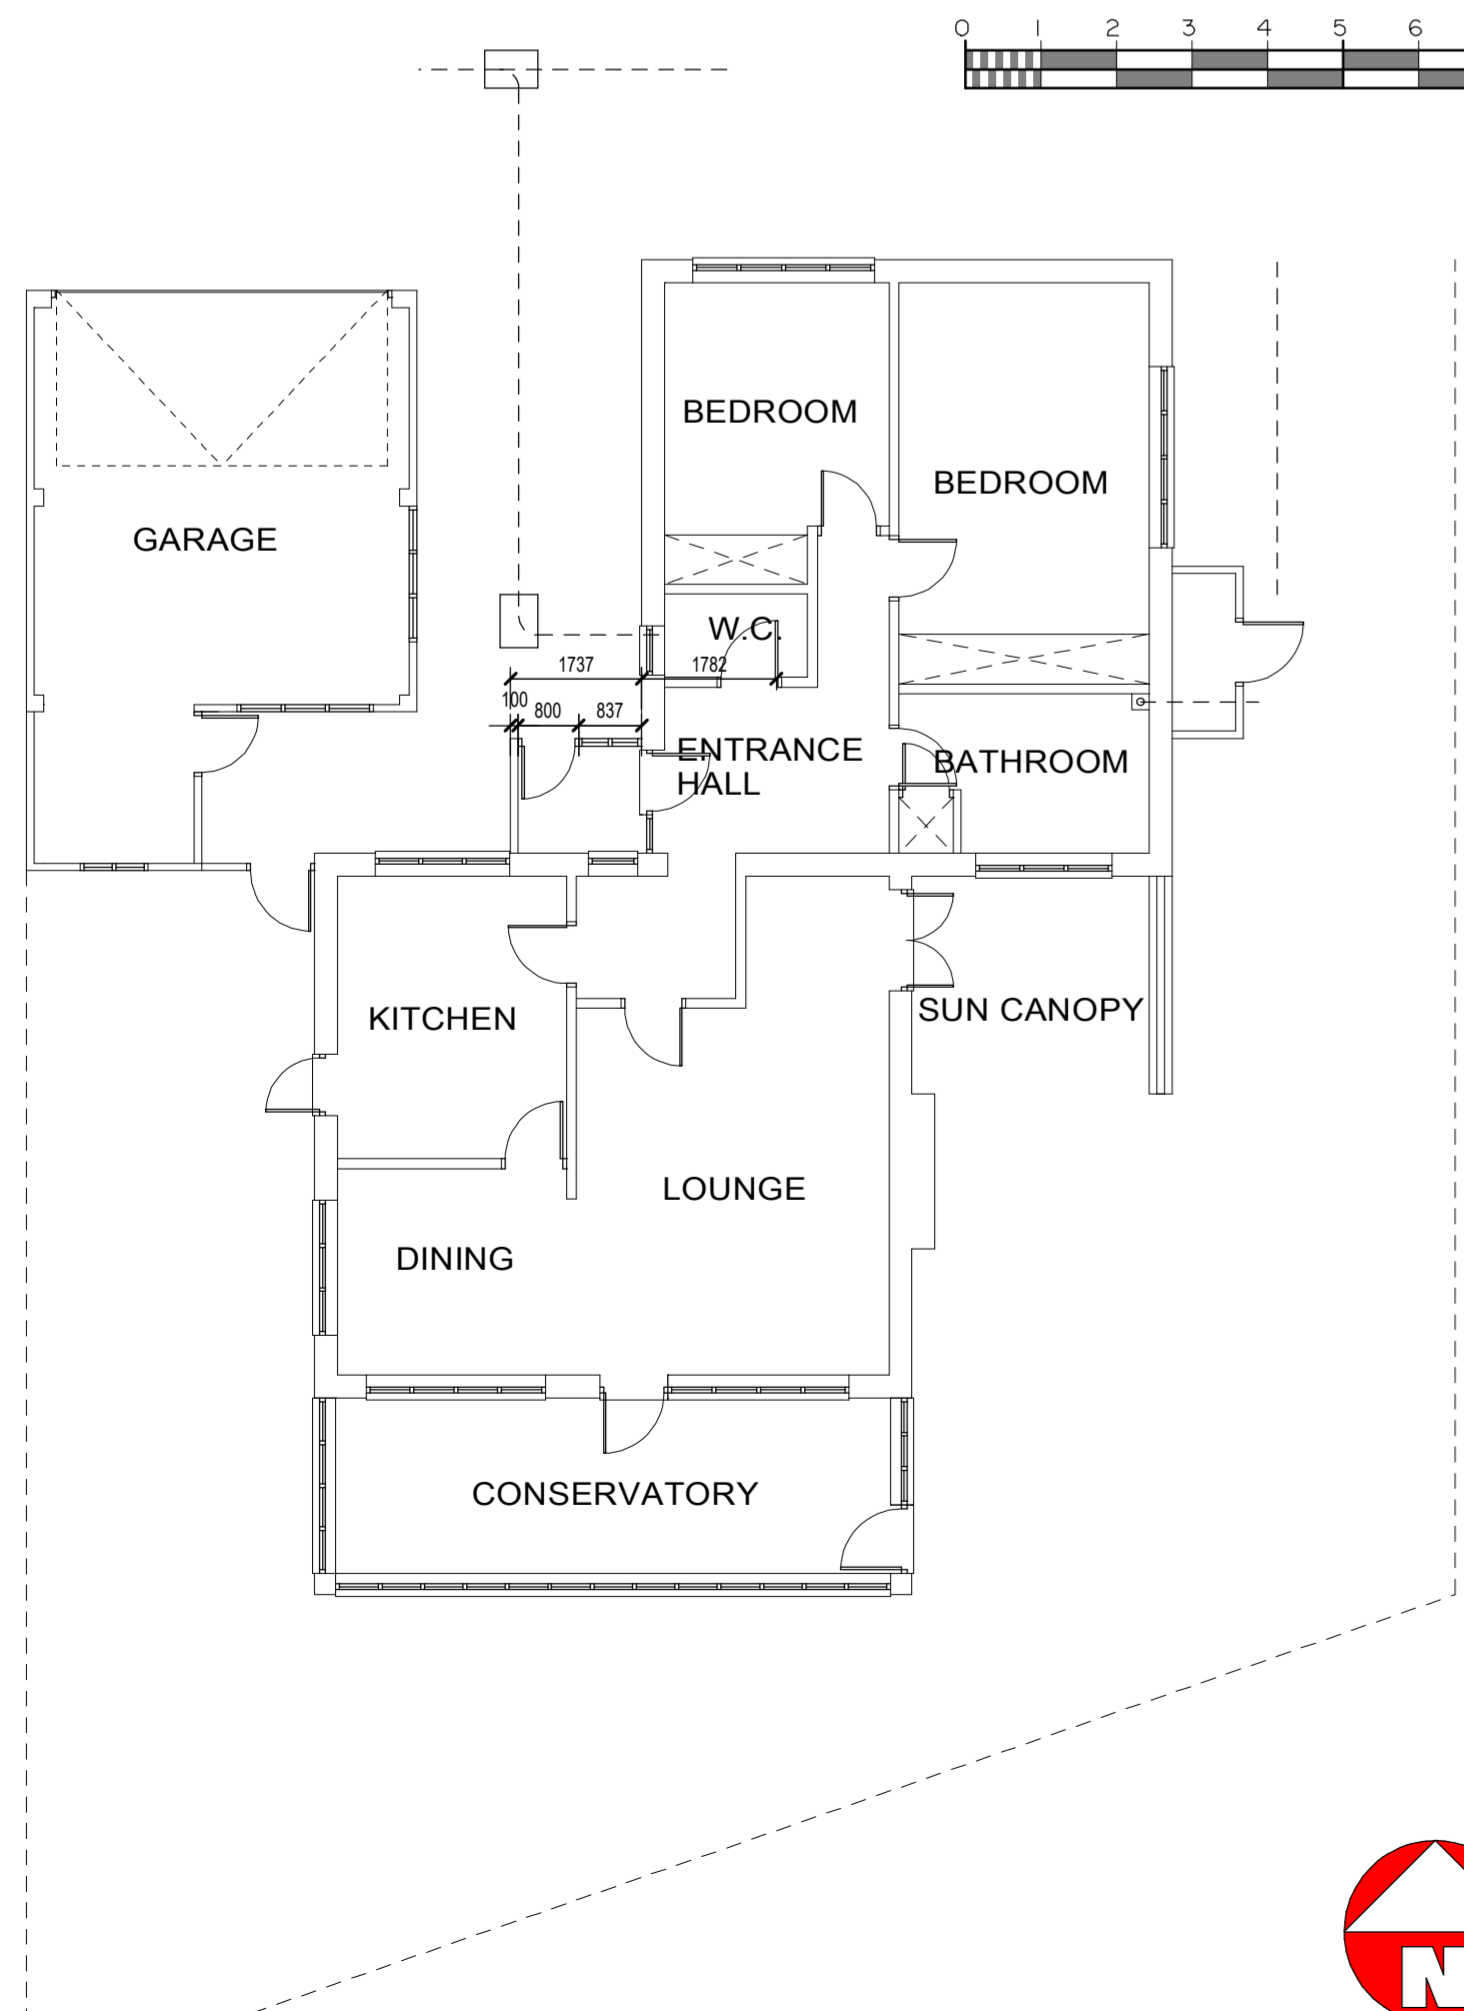 0 1 2 3 4 5 6
BEDROOM
BEDROOM
GARAGE
W.C.
1737 1782
100
800 837
ENTRANCE
HALL
BATHROOM
KITCHEN
SUN CANOPY
LOUNGE
DINING
CONSERVATORY
N